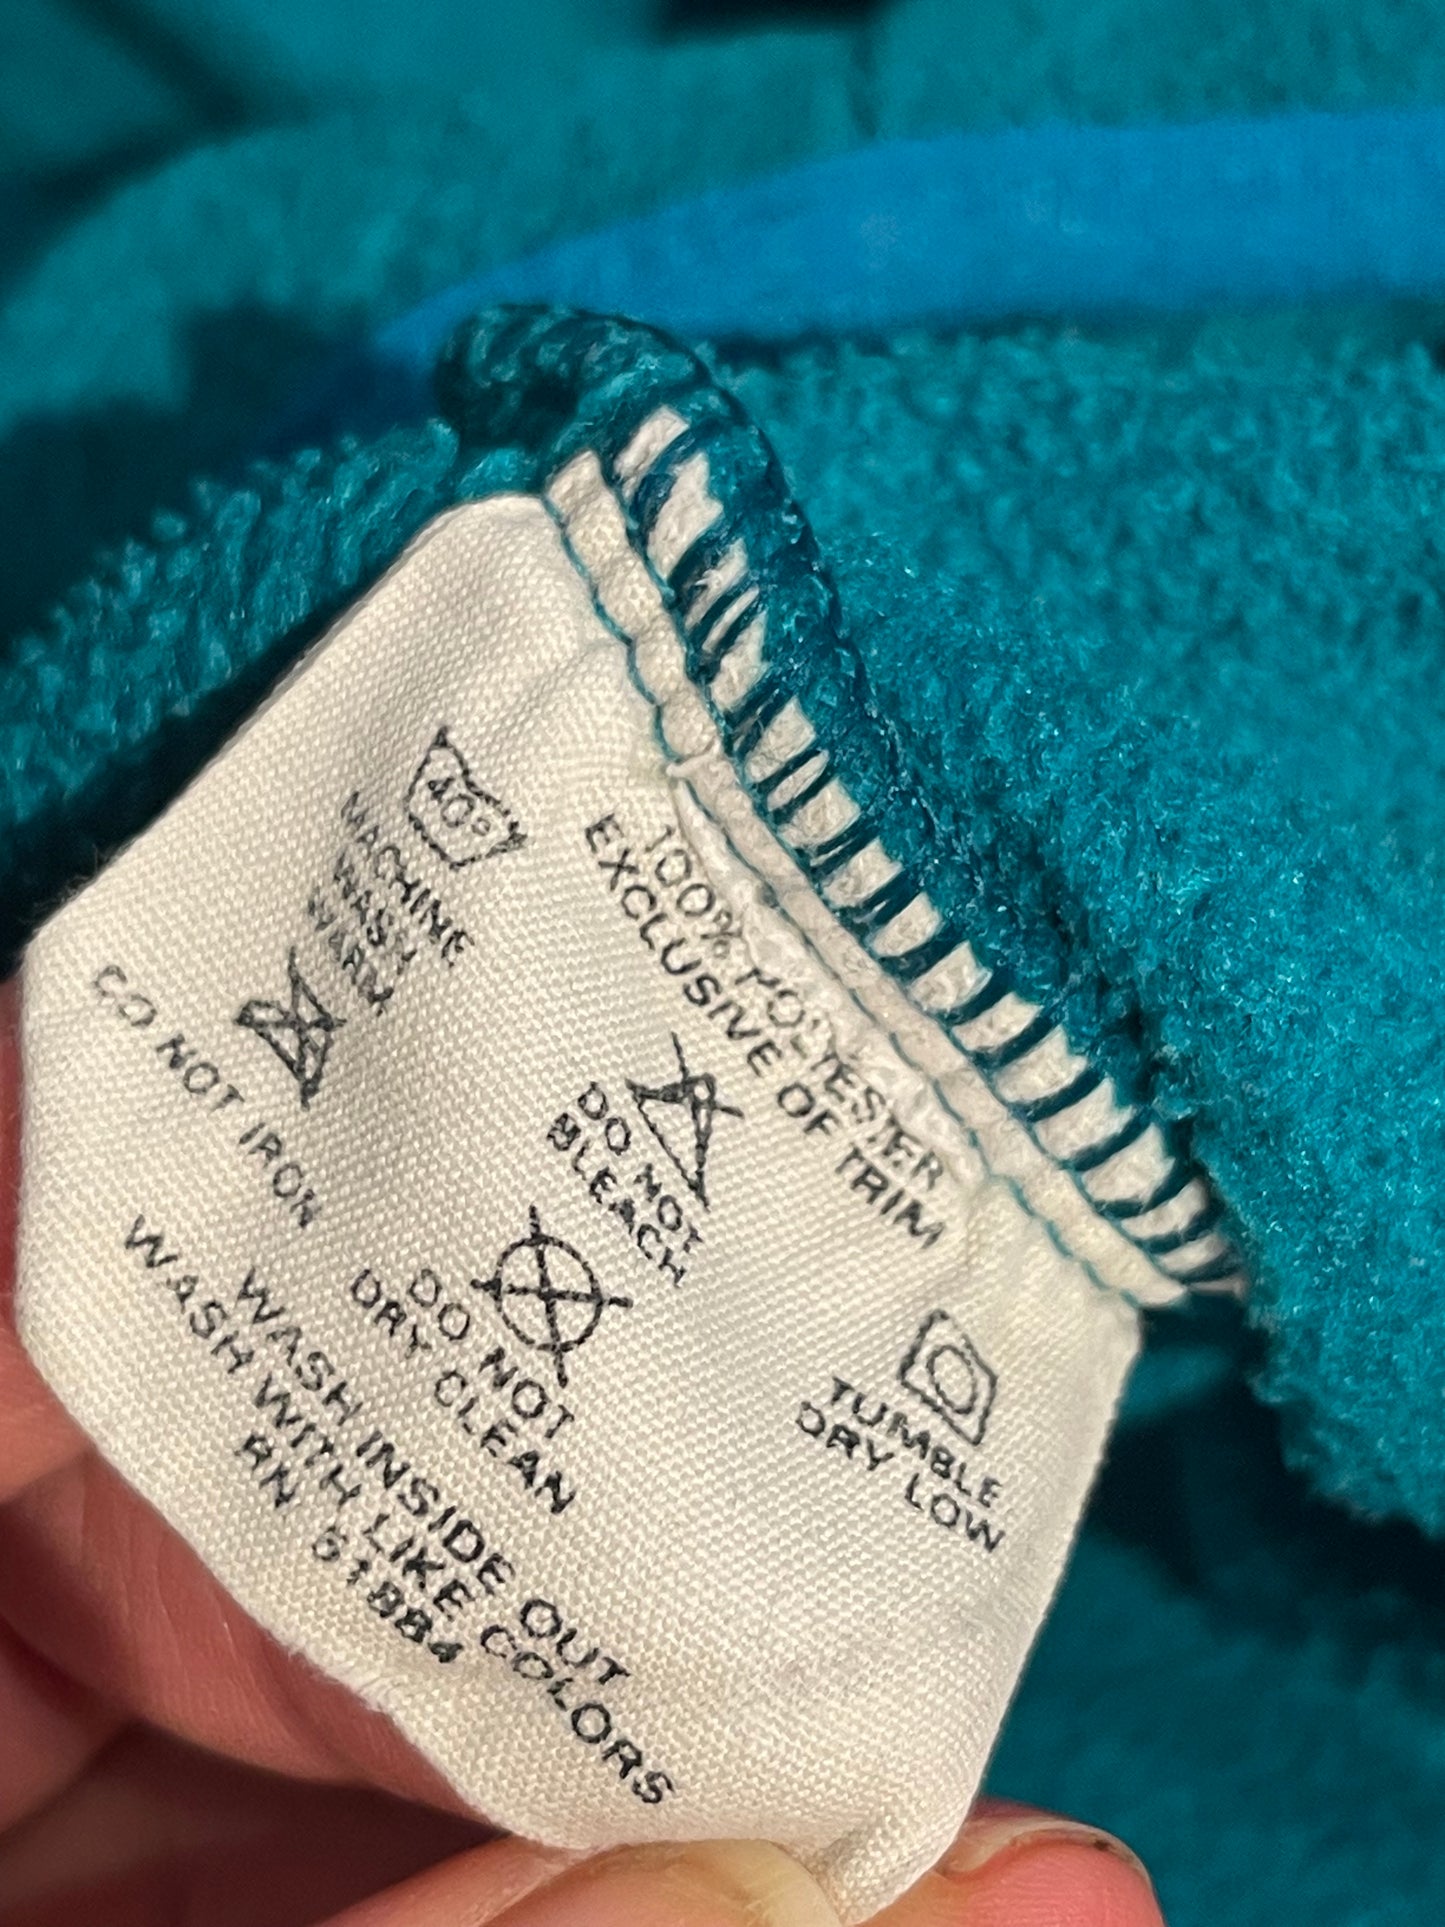 100% POLYESTER
EXCLUSIVE OF TRIM
40°
MACHINE
WASH
WARM
DO NOT
BLEACH
TUMBLE
DRY LOW
DO NOT IRON
DO NOT
DRY CLEAN
WASH INSIDE OUT
WASH WITH LIKE COLORS
RN 51884